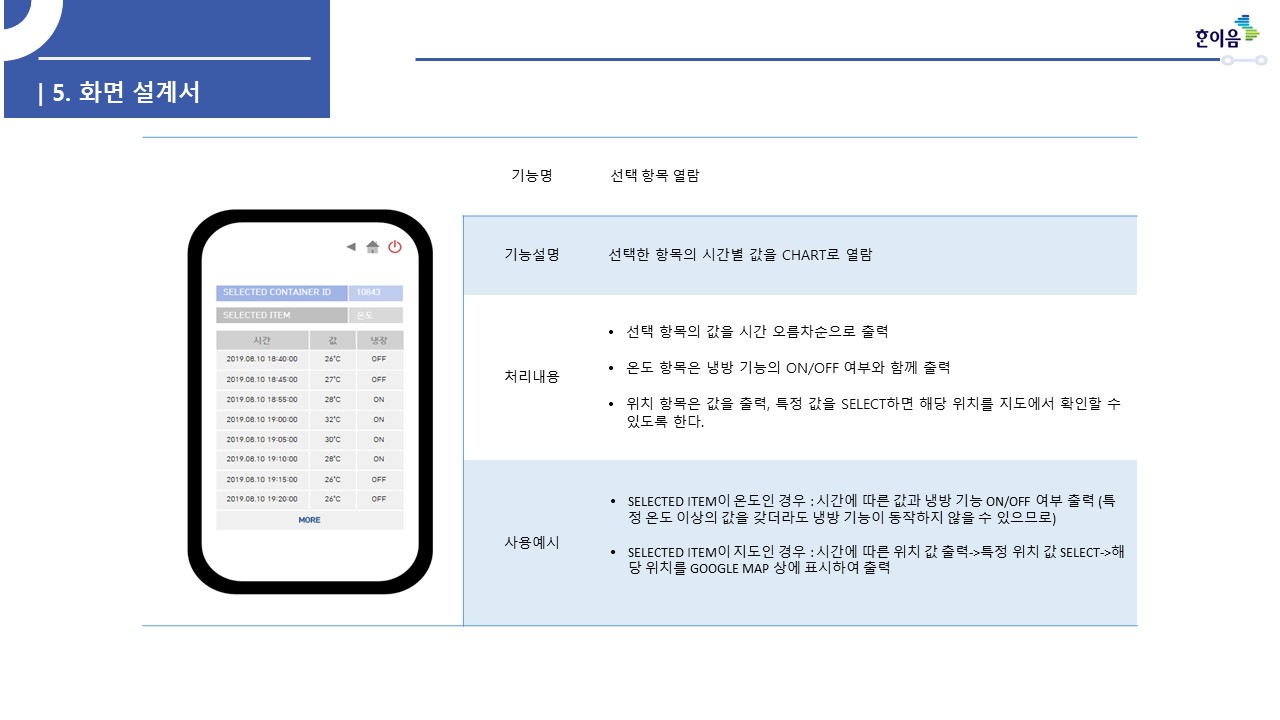 | 5. 화면 설계서
한이음
기능명 선택 항목 열람
SELECTED CONTAINER ID 10843
SELECTED ITEM 온도
시간 값 냉장
2019.08.10 18:40:00 26°C OFF
2019.08.10 18:45:00 27°C OFF
2019.08.10 18:55:00 28°C ON
2019.08.10 19:00:00 32°C ON
2019.08.10 19:05:00 30°C ON
2019.08.10 19:10:00 28°C ON
2019.08.10 19:15:00 26°C OFF
2019.08.10 19:20:00 26°C OFF
MORE
기능설명 선택한 항목의 시간별 값을 CHART로 열람
처리내용
• 선택 항목의 값을 시간 오름차순으로 출력
• 온도 항목은 냉방 기능의 ON/OFF 여부와 함께 출력
• 위치 항목은 값을 출력, 특정 값을 SELECT하면 해당 위치를 지도에서 확인할 수
있도록 한다.
사용예시
• SELECTED ITEM이 온도인 경우 : 시간에 따른 값과 냉방 기능 ON/OFF 여부 출력 (특
정 온도 이상의 값을 갖더라도 냉방 기능이 동작하지 않을 수 있으므로)
• SELECTED ITEM이 지도인 경우 : 시간에 따른 위치 값 출력->특정 위치 값 SELECT->해
당 위치를 GOOGLE MAP 상에 표시하여 출력